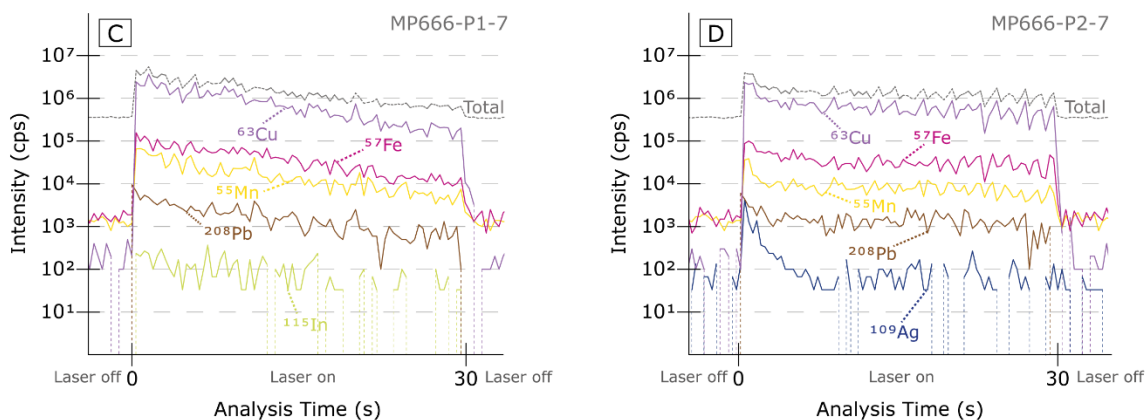 C
MP666-P1-7
Intensity (cps)
10⁷
10⁶
10⁵
10⁴
10³
10²
10¹
Total
⁶³Cu
⁵⁷Fe
⁵⁵Mn
²⁰⁸Pb
¹¹⁵In
Laser off 0 Laser on 30 Laser off
Analysis Time (s)
D
MP666-P2-7
Intensity (cps)
10⁷
10⁶
10⁵
10⁴
10³
10²
10¹
Total
⁶³Cu
⁵⁷Fe
⁵⁵Mn
²⁰⁸Pb
¹⁰⁹Ag
Laser off 0 Laser on 30 Laser off
Analysis Time (s)